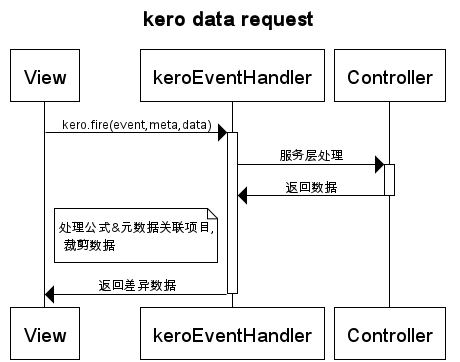 kero data request
View
keroEventHandler
Controller
kero.fire(event,meta,data)
服务层处理
返回数据
处理公式&元数据关联项目,
裁剪数据
返回差异数据
View
keroEventHandler
Controller